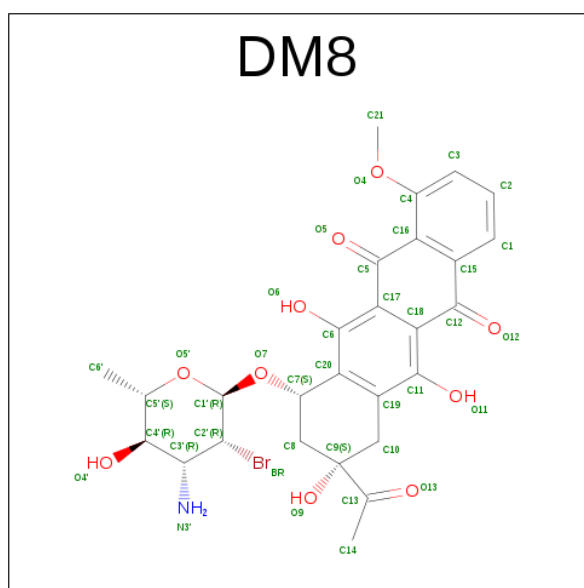 DM8
C21
C3
O4
C4
C2
O5
C16
C1
C5
C15
O6
C17
C18
HO
C6
C12
O
O12
C6'
O5'
O7
C20
O
O
C7(S)
C11
OH
C1'(R)
C19
O11
C5'(S)
C4'(R)
C2'(R)
C8
C9(S)
C10
C3'(R)
HO
Br
BR
O4'
HO
C13
O
O13
NH2
O9
N3'
C14
O
O